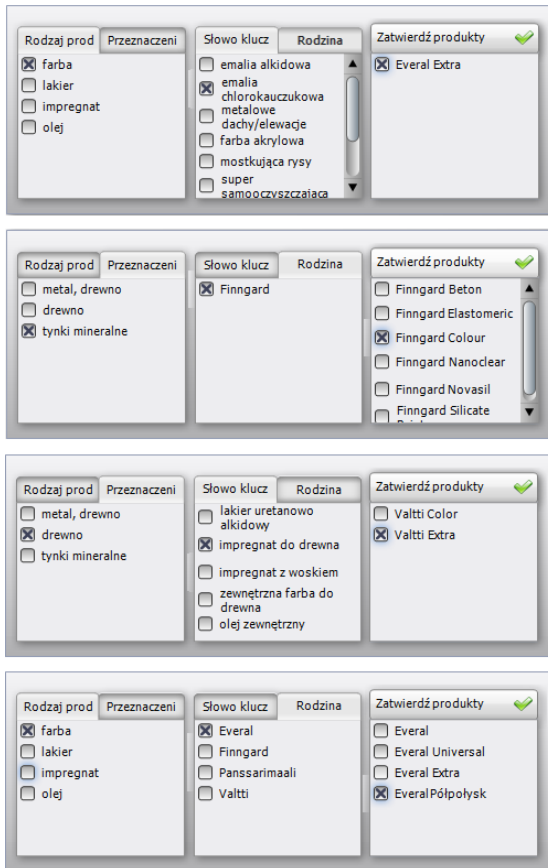 Rodzaj prod Przeznaczeni
farba
lakier
impregnat
olej
Słowo klucz Rodzina
emalia alkidowa
emalia
chlorokauczukowa
metalowe
dachy/elewacje
farba akrylowa
mostkująca rysy
super
samooczyszczająca
Zatwierdź produkty
Everal Extra
Rodzaj prod Przeznaczeni
metal, drewno
drewno
tynki mineralne
Słowo klucz Rodzina
Finngard
Zatwierdź produkty
Finngard Beton
Finngard Elastomeric
Finngard Colour
Finngard Nanoclear
Finngard Novasil
Finngard Silicate
Rodzaj prod Przeznaczeni
metal, drewno
drewno
tynki mineralne
Słowo klucz Rodzina
lakier uretanowo
alkidowy
impregnat do drewna
impregnat z woskiem
zewnętrzna farba do
drewna
olej zewnętrzny
Zatwierdź produkty
Valtti Color
Valtti Extra
Rodzaj prod Przeznaczeni
farba
lakier
impregnat
olej
Słowo klucz Rodzina
Everal
Finngard
Panssarimaali
Valtti
Zatwierdź produkty
Everal
Everal Universal
Everal Extra
Everal Półpołysk